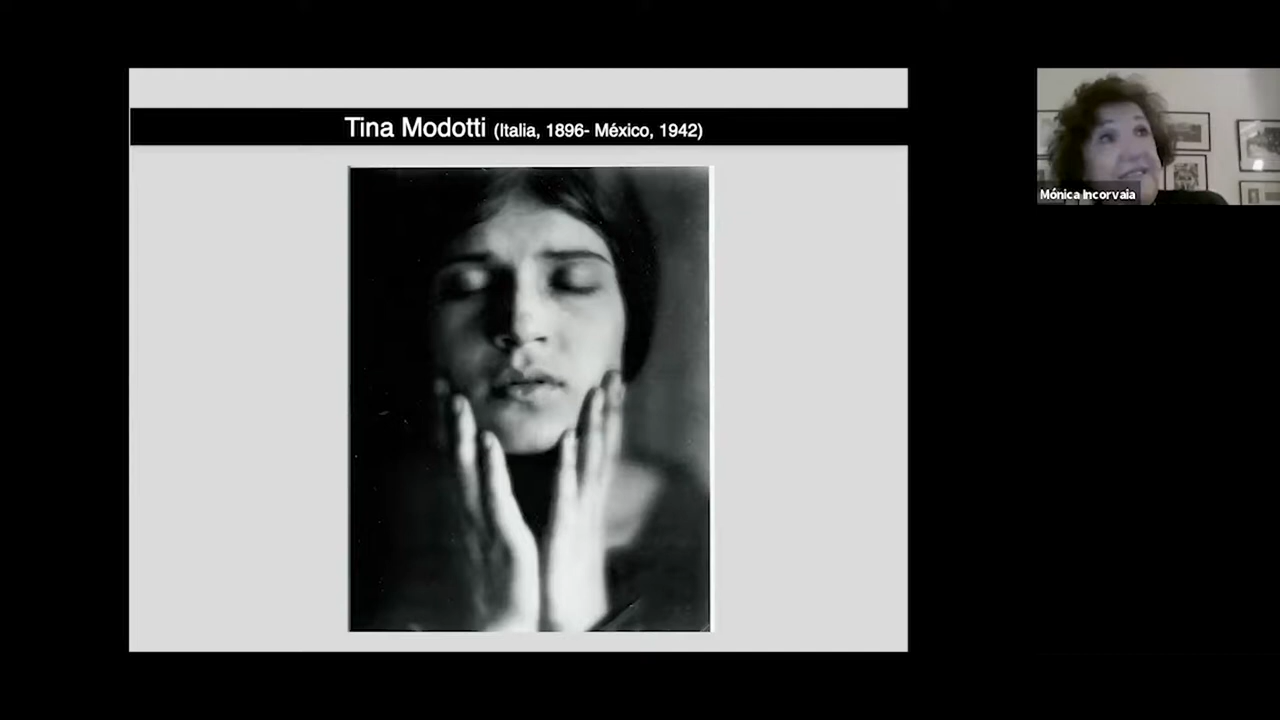 Tina Modotti (Italia, 1896- México, 1942)
Mónica Incorvaia